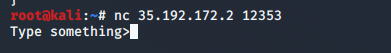 root@kali:~# nc 35.192.172.2 12353
Type something>